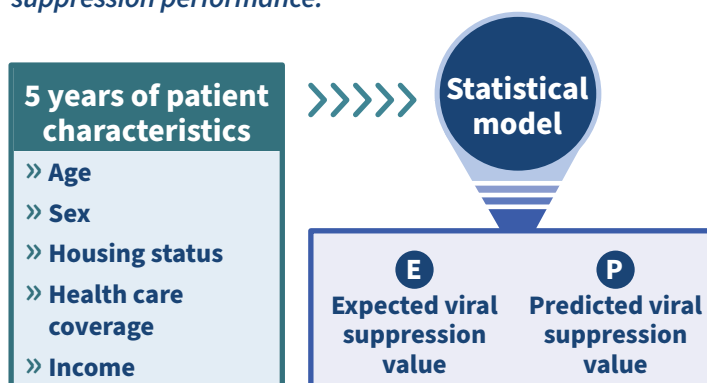 suppression performance.
5 years of patient
characteristics
» Age
» Sex
» Housing status
» Health care
coverage
» Income
Statistical
model
E
Expected viral
suppression
value
P
Predicted viral
suppression
value